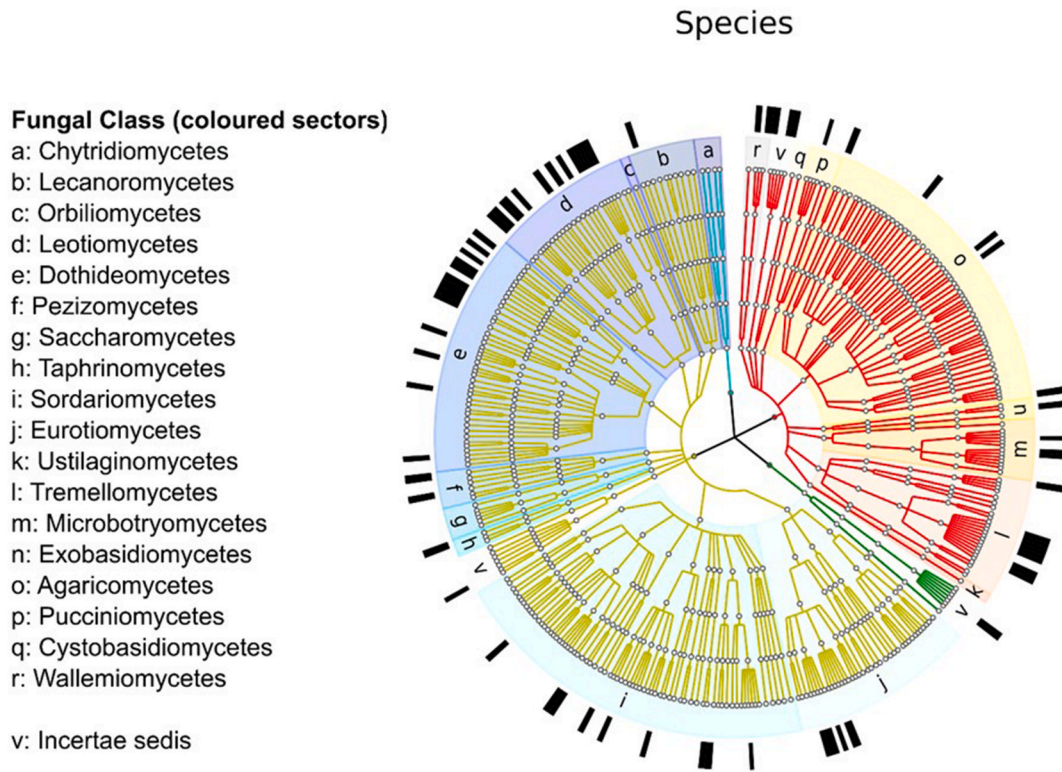 Species
Fungal Class (coloured sectors)
a: Chytridiomycetes
b: Lecanoromycetes
c: Orbiliomycetes
d: Leotiomycetes
e: Dothideomycetes
f: Pezizomycetes
g: Saccharomycetes
h: Taphrinomycetes
i: Sordariomycetes
j: Eurotiomycetes
k: Ustilaginomycetes
l: Tremellomycetes
m: Microbotryomycetes
n: Exobasidiomycetes
o: Agaricomycetes
p: Pucciniomycetes
q: Cystobasidiomycetes
r: Wallemiomycetes
v: Incertae sedis
r
v
q
p
o
n
m
l
k
v
j
i
v
h
g
f
e
d
c
b
a